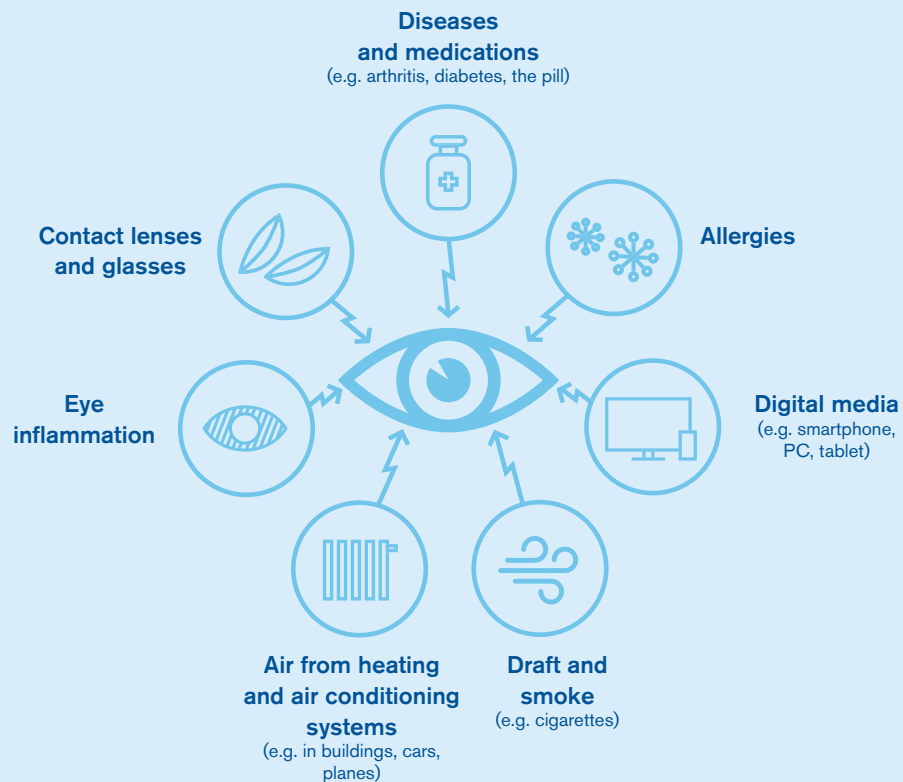 Diseases
and medications
(e.g. arthritis, diabetes, the pill)
Contact lenses
and glasses
Allergies
Eye
inflammation
Digital media
(e.g. smartphone,
PC, tablet)
Air from heating
and air conditioning
systems
(e.g. in buildings, cars,
planes)
Draft and
smoke
(e.g. cigarettes)